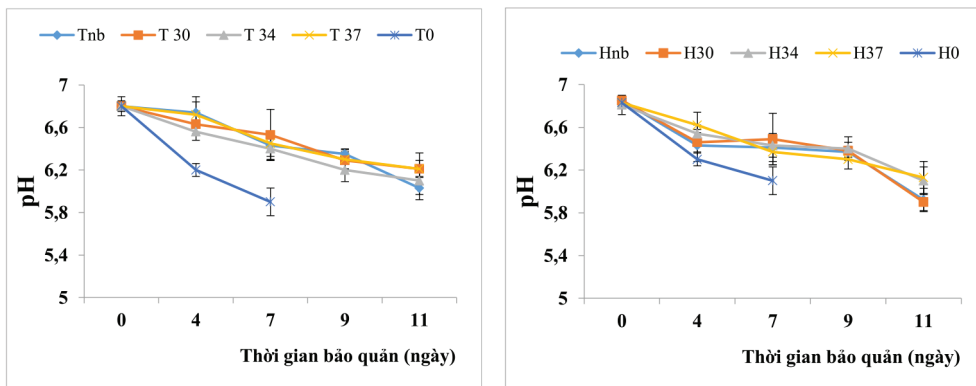 Tnb T 30 T 34 T 37 T0
7
6,6
6,2
5,8
5,4
5
pH
0 4 7 9 11
Thời gian bảo quản (ngày)
Hnb H30 H34 H37 H0
7
6,6
6,2
5,8
5,4
5
pH
0 4 7 9 11
Thời gian bảo quản (ngày)